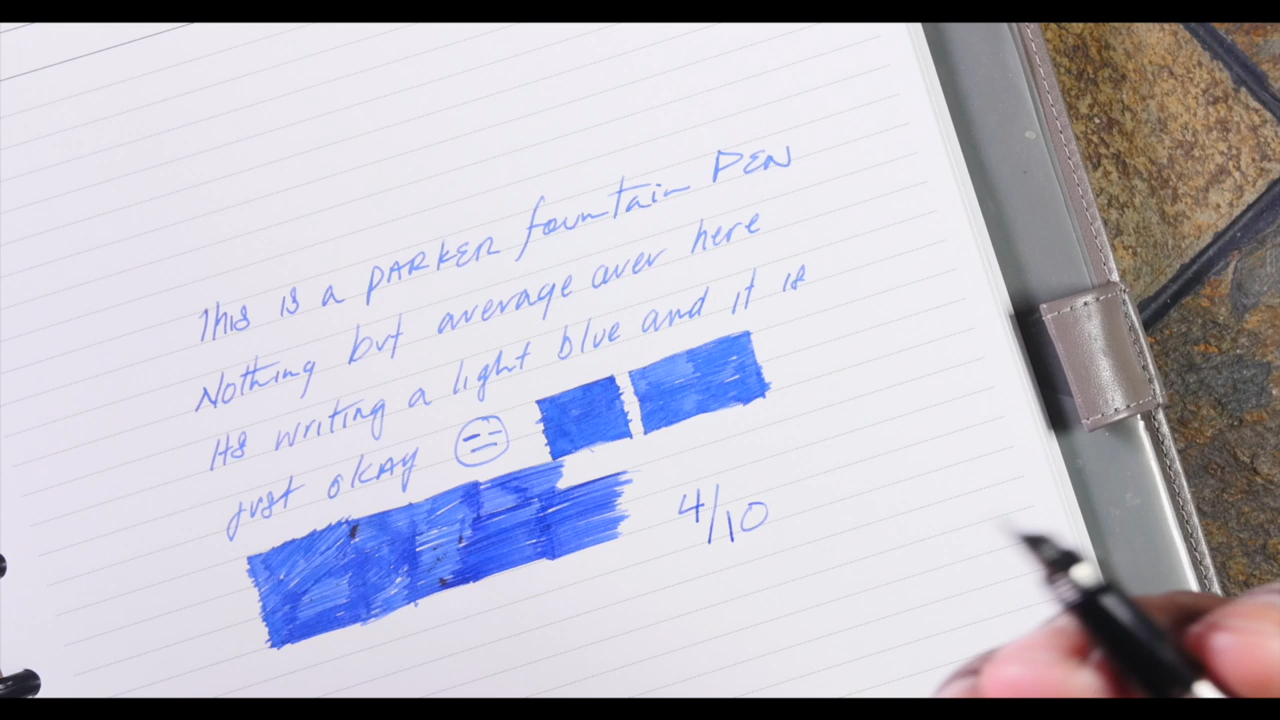 This is a PARKER fountain PEN
Nothing but average over here
Its writing a light blue and it is
just okay
4/10